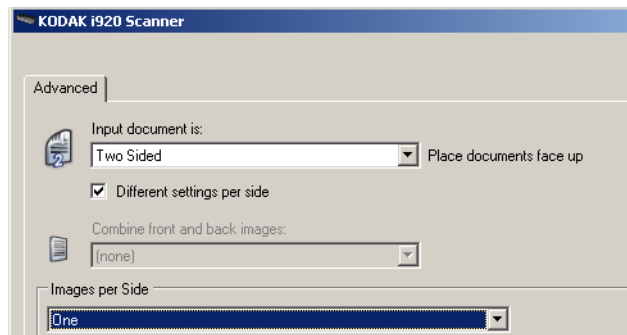 KODAK i920 Scanner
Advanced
Input document is:
Two Sided
Place documents face up
Different settings per side
Combine front and back images:
(none)
Images per Side
One